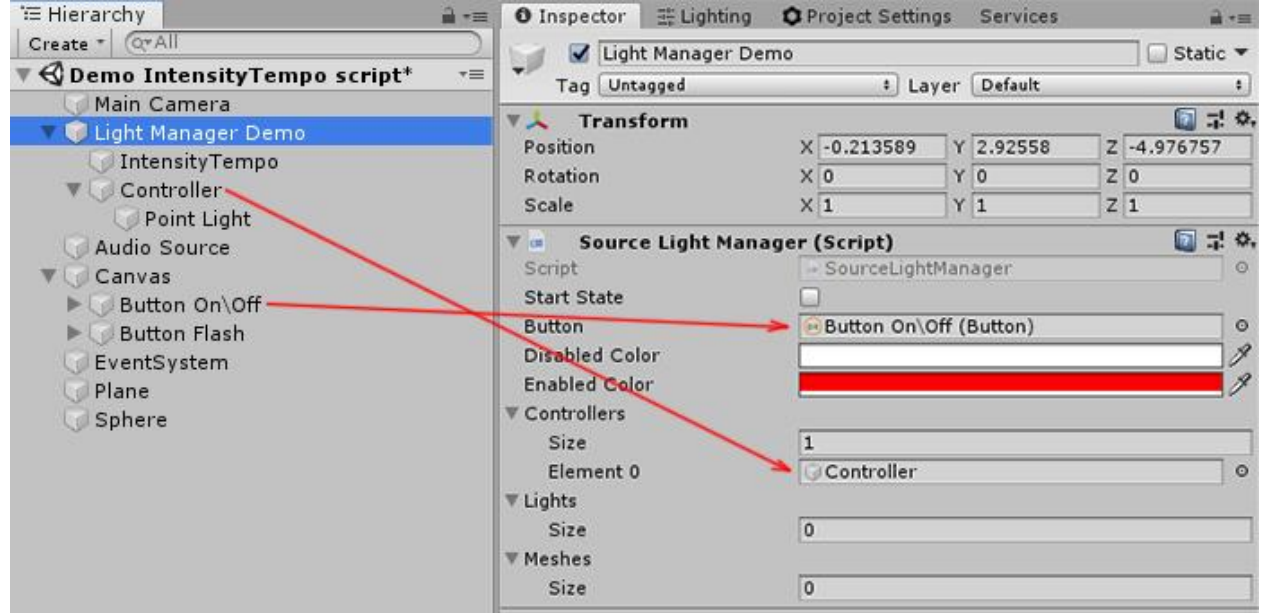 Hierarchy
Create All
Demo IntensityTempo script*
Main Camera
Light Manager Demo
IntensityTempo
Controller
Point Light
Audio Source
Canvas
Button On\Off
Button Flash
EventSystem
Plane
Sphere
Inspector Lighting Project Settings Services
Light Manager Demo Static
Tag Untagged Layer Default
Transform
Position X -0.213589 Y 2.92558 Z -4.976757
Rotation X 0 Y 0 Z 0
Scale X 1 Y 1 Z 1
Source Light Manager (Script)
Script SourceLightManager
Start State
Button Button On\Off (Button)
Disabled Color
Enabled Color
Controllers
Size 1
Element 0 Controller
Lights
Size 0
Meshes
Size 0